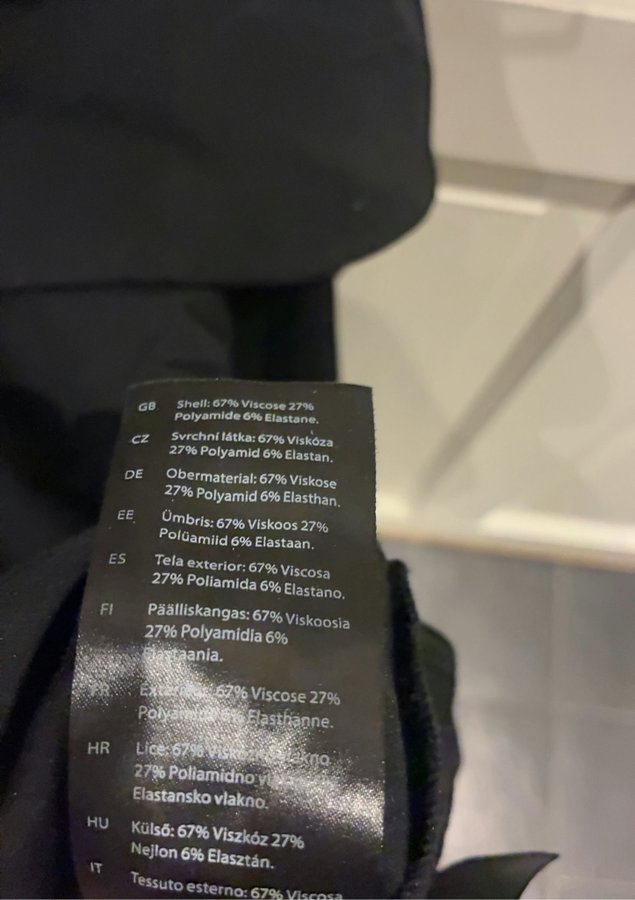 GB Shell: 67% Viscose 27%
Polyamide 6% Elastane.
CZ Svrchní látka: 67% Viskóza
27% Polyamid 6% Elastan.
DE Obermaterial: 67% Viskose
27% Polyamid 6% Elasthan.
EE Ümbris: 67% Viskoos 27%
Polüamiid 6% Elastaan.
ES Tela exterior: 67% Viscosa
27% Poliamida 6% Elastano.
FI Päälliskangas: 67% Viskoosia
27% Polyamidia 6%
FR 67% Viscose 27%
6% Elasthanne.
HR Lice: 67%
27% Poliamidno
Elastansko vlakno.
HU Külső: 67% Viszkóz 27%
Nejlon 6% Elasztán.
IT Tessuto esterno: 67% Viscosa